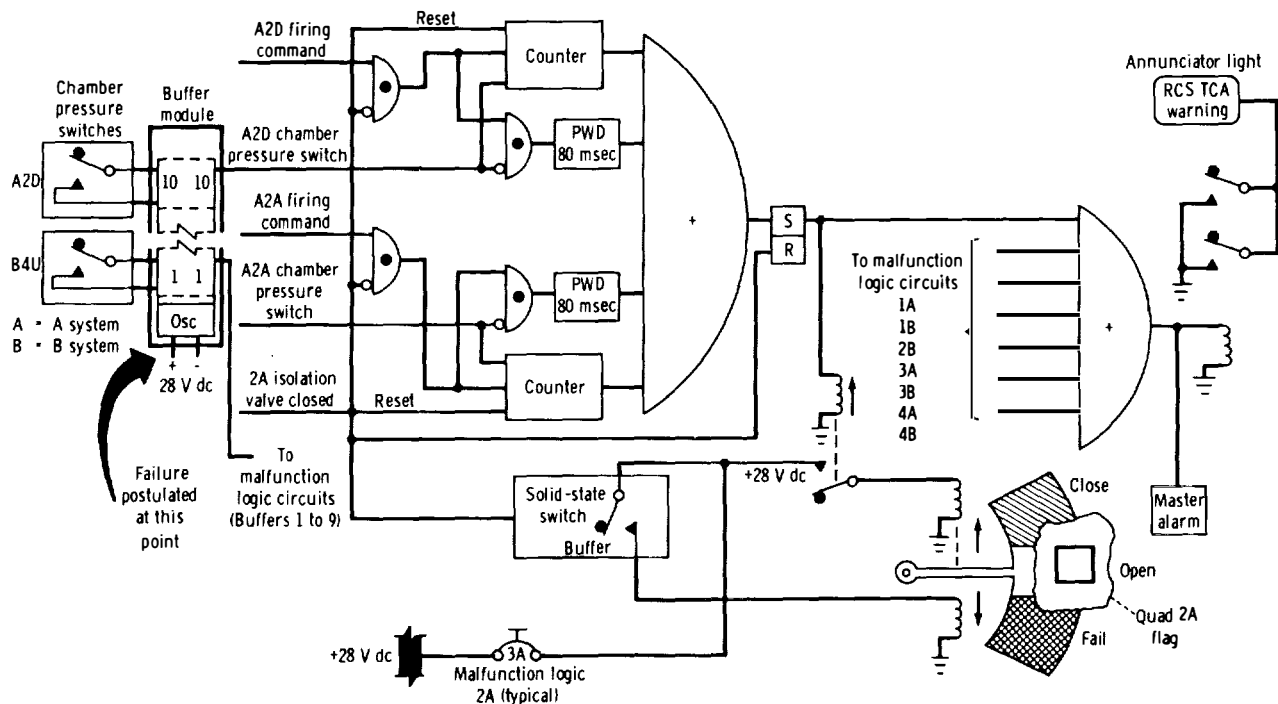 A2D firing
command
Reset
Counter
Chamber
pressure
switches
Buffer
module
A2D
10 10
A2D chamber
pressure switch
PWD
80 msec
A2A firing
command
B4U
1 1
Osc
+ -
28 V dc
A = A system
B = B system
A2A chamber
pressure
switch
PWD
80 msec
2A isolation
valve closed
Reset
Counter
+
S
R
To malfunction
logic circuits
1A
1B
2B
3A
3B
4A
4B
+
Annunciator light
RCS TCA
warning
Master
alarm
Failure
postulated
at this
point
To
malfunction
logic circuits
(Buffers 1 to 9)
Solid-state
switch
Buffer
+28 V dc
Close
Open
Quad 2A
flag
Fail
+28 V dc
3A
Malfunction logic
2A (typical)